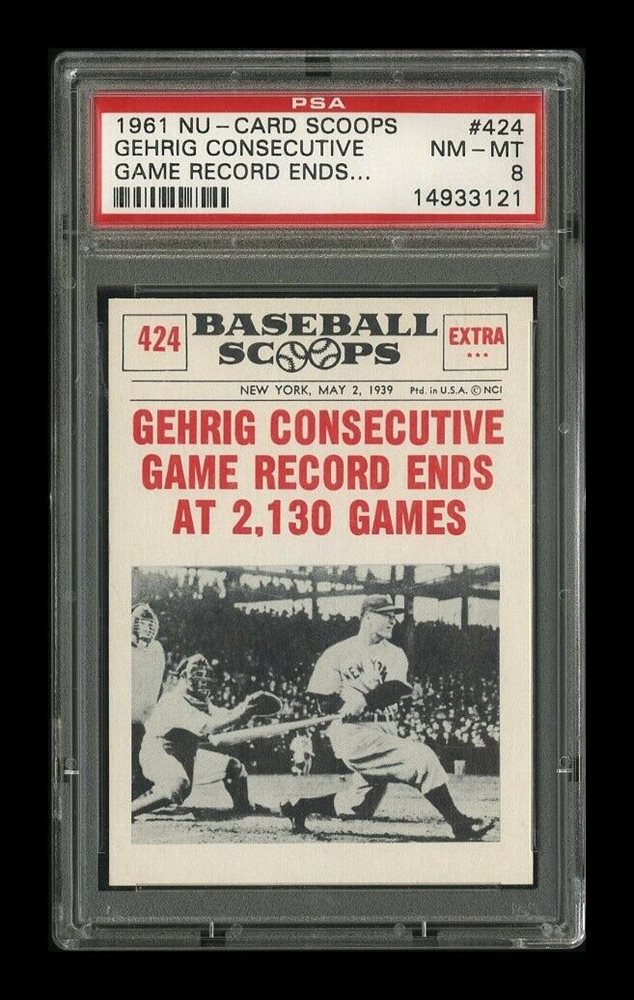 PSA
1961 NU-CARD SCOOPS #424
GEHRIG CONSECUTIVE NM-MT
GAME RECORD ENDS... 8
14933121
424 BASEBALL SCOOPS EXTRA
NEW YORK, MAY 2, 1939 Ptd. in U.S.A. © NCI
GEHRIG CONSECUTIVE
GAME RECORD ENDS
AT 2,130 GAMES
NEW YORK